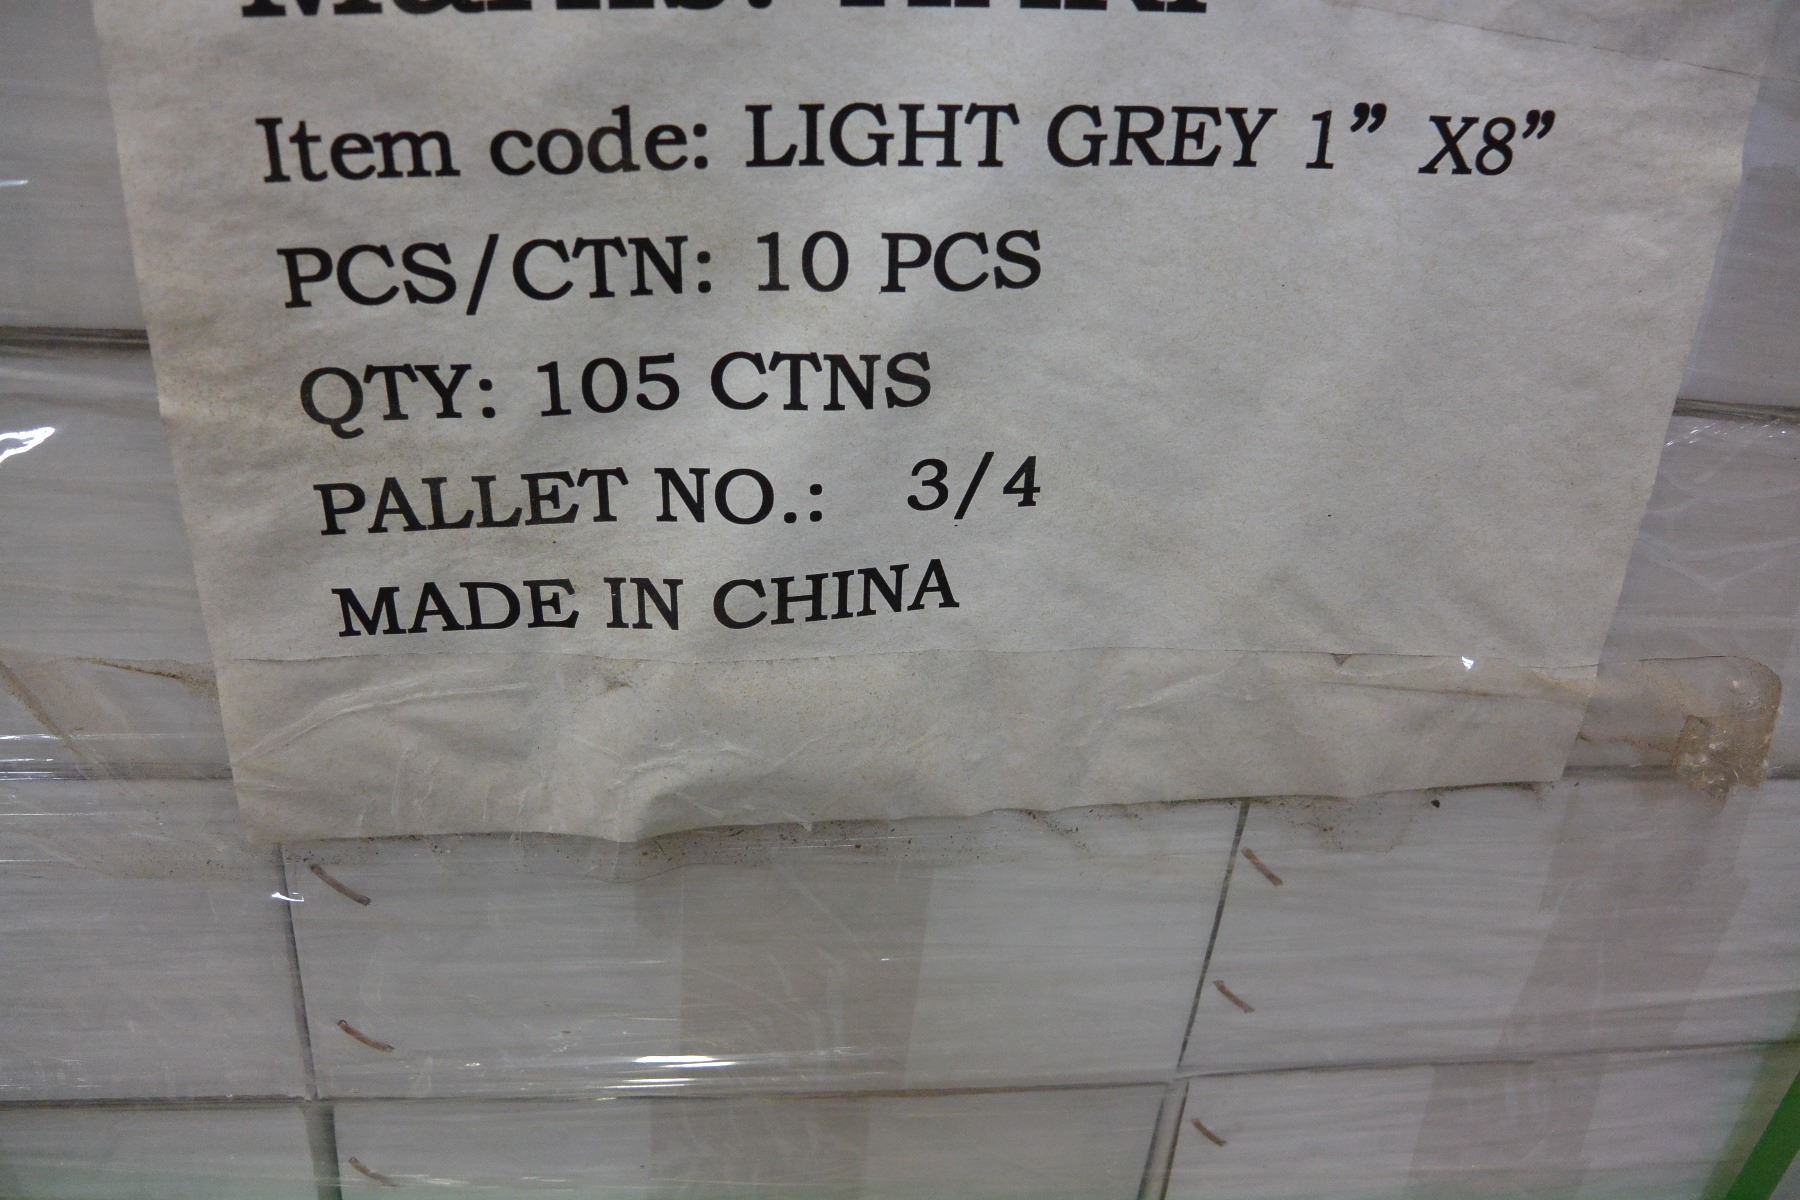 Item code: LIGHT GREY 1” X8”
PCS/CTN: 10 PCS
QTY: 105 CTNS
PALLET NO.: 3/4
MADE IN CHINA